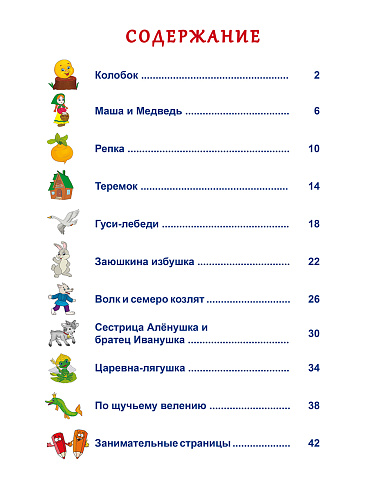 СОДЕРЖАНИЕ
Колобок ................................................ 2
Маша и Медведь ................................... 6
Репка ..................................................... 10
Теремок ................................................ 14
Гуси-лебеди ......................................... 18
Заюшкина избушка .............................. 22
Волк и семеро козлят ........................... 26
Сестрица Алёнушка и
братец Иванушка ................................. 30
Царевна-лягушка ................................. 34
По щучьему велению ........................... 38
Занимательные страницы ................... 42